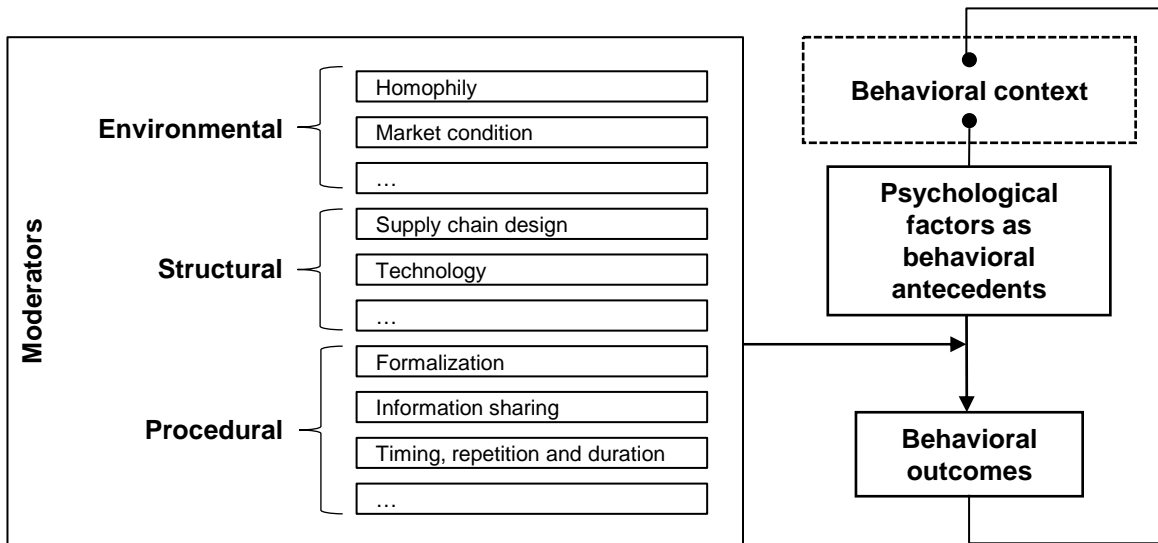 Moderators
Environmental
Homophily
Market condition
…
Structural
Supply chain design
Technology
…
Procedural
Formalization
Information sharing
Timing, repetition and duration
…
Behavioral context
Psychological
factors as
behavioral
antecedents
Behavioral
outcomes